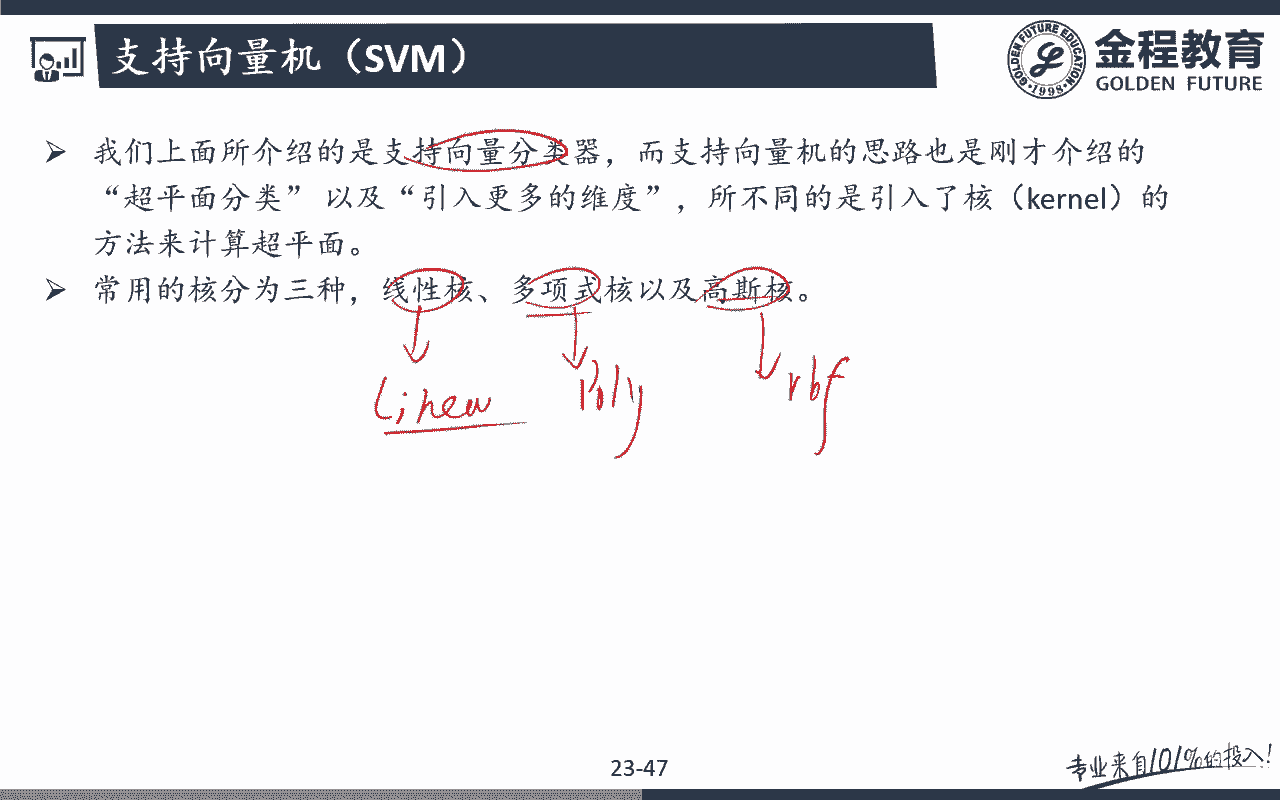 支持向量机（SVM）
GOLDEN FUTURE EDUCATION
·1998·
金程教育
GOLDEN FUTURE
➢ 我们上面所介绍的是支持向量分类器，而支持向量机的思路也是刚才介绍的
“超平面分类” 以及“引入更多的维度”，所不同的是引入了核（kernel）的
方法来计算超平面。
➢ 常用的核分为三种，线性核、多项式核以及高斯核。
Linear Poly rbf
23-47
专业来自101%的投入!